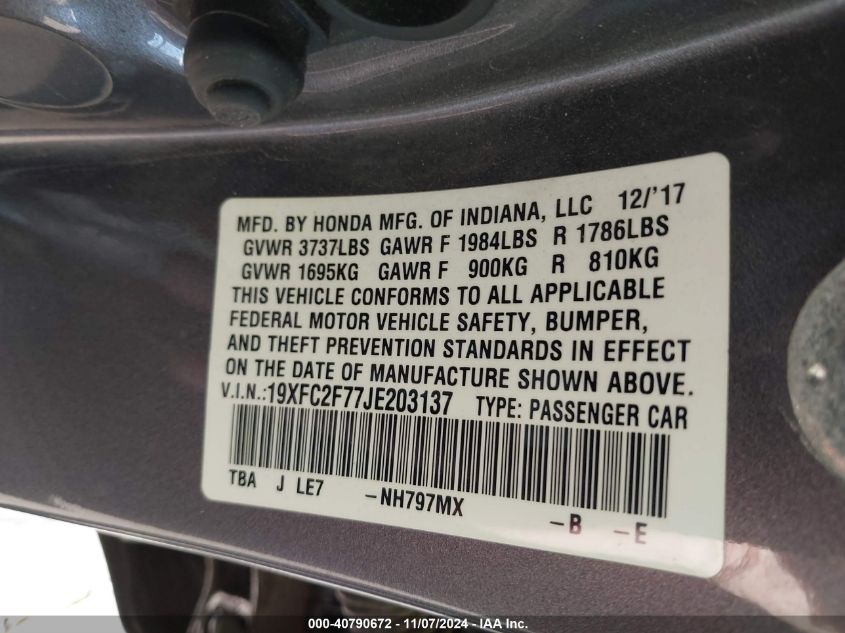 MFD. BY HONDA MFG. OF INDIANA, LLC 12/'17
GVWR 3737LBS GAWR F 1984LBS R 1786LBS
GVWR 1695KG GAWR F 900KG R 810KG
THIS VEHICLE CONFORMS TO ALL APPLICABLE
FEDERAL MOTOR VEHICLE SAFETY, BUMPER,
AND THEFT PREVENTION STANDARDS IN EFFECT
ON THE DATE OF MANUFACTURE SHOWN ABOVE.
V.I.N.:19XFC2F77JE203137 TYPE: PASSENGER CAR
TBA J LE7 -NH797MX -B -E
000-40790672 - 11/07/2024 - IAA Inc.